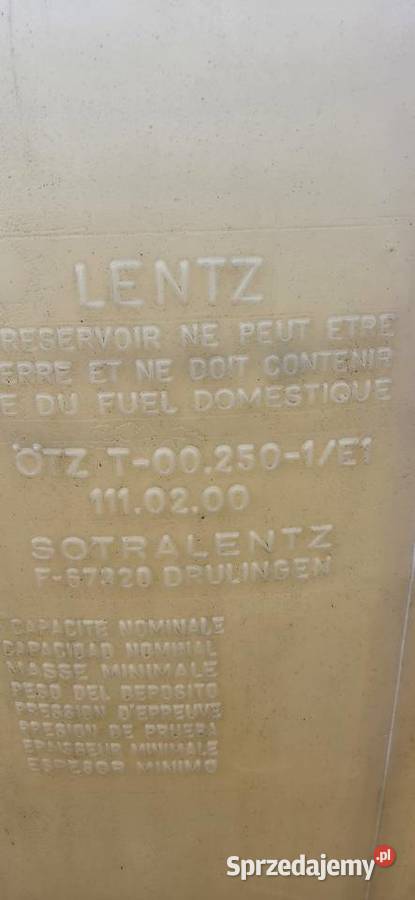 LENTZ
RESERVOIR NE PEUT ETRE
ERRE ET NE DOIT CONTENIR
E DU FUEL DOMESTIQUE
ÖTZ T-00.250-1/E1
111.02.00
SOTRALENTZ
F-67320 DRULINGEN
CAPACITE NOMINALE
CAPACIDAD NOMINAL
MASSE MINIMALE
PESO DEL DEPOSITO
PRESSION D'EPREUVE
PRESION DE PRUEBA
EPAISSEUR MINIMALE
ESPESOR MINIMO
Sprzedajemy.pl